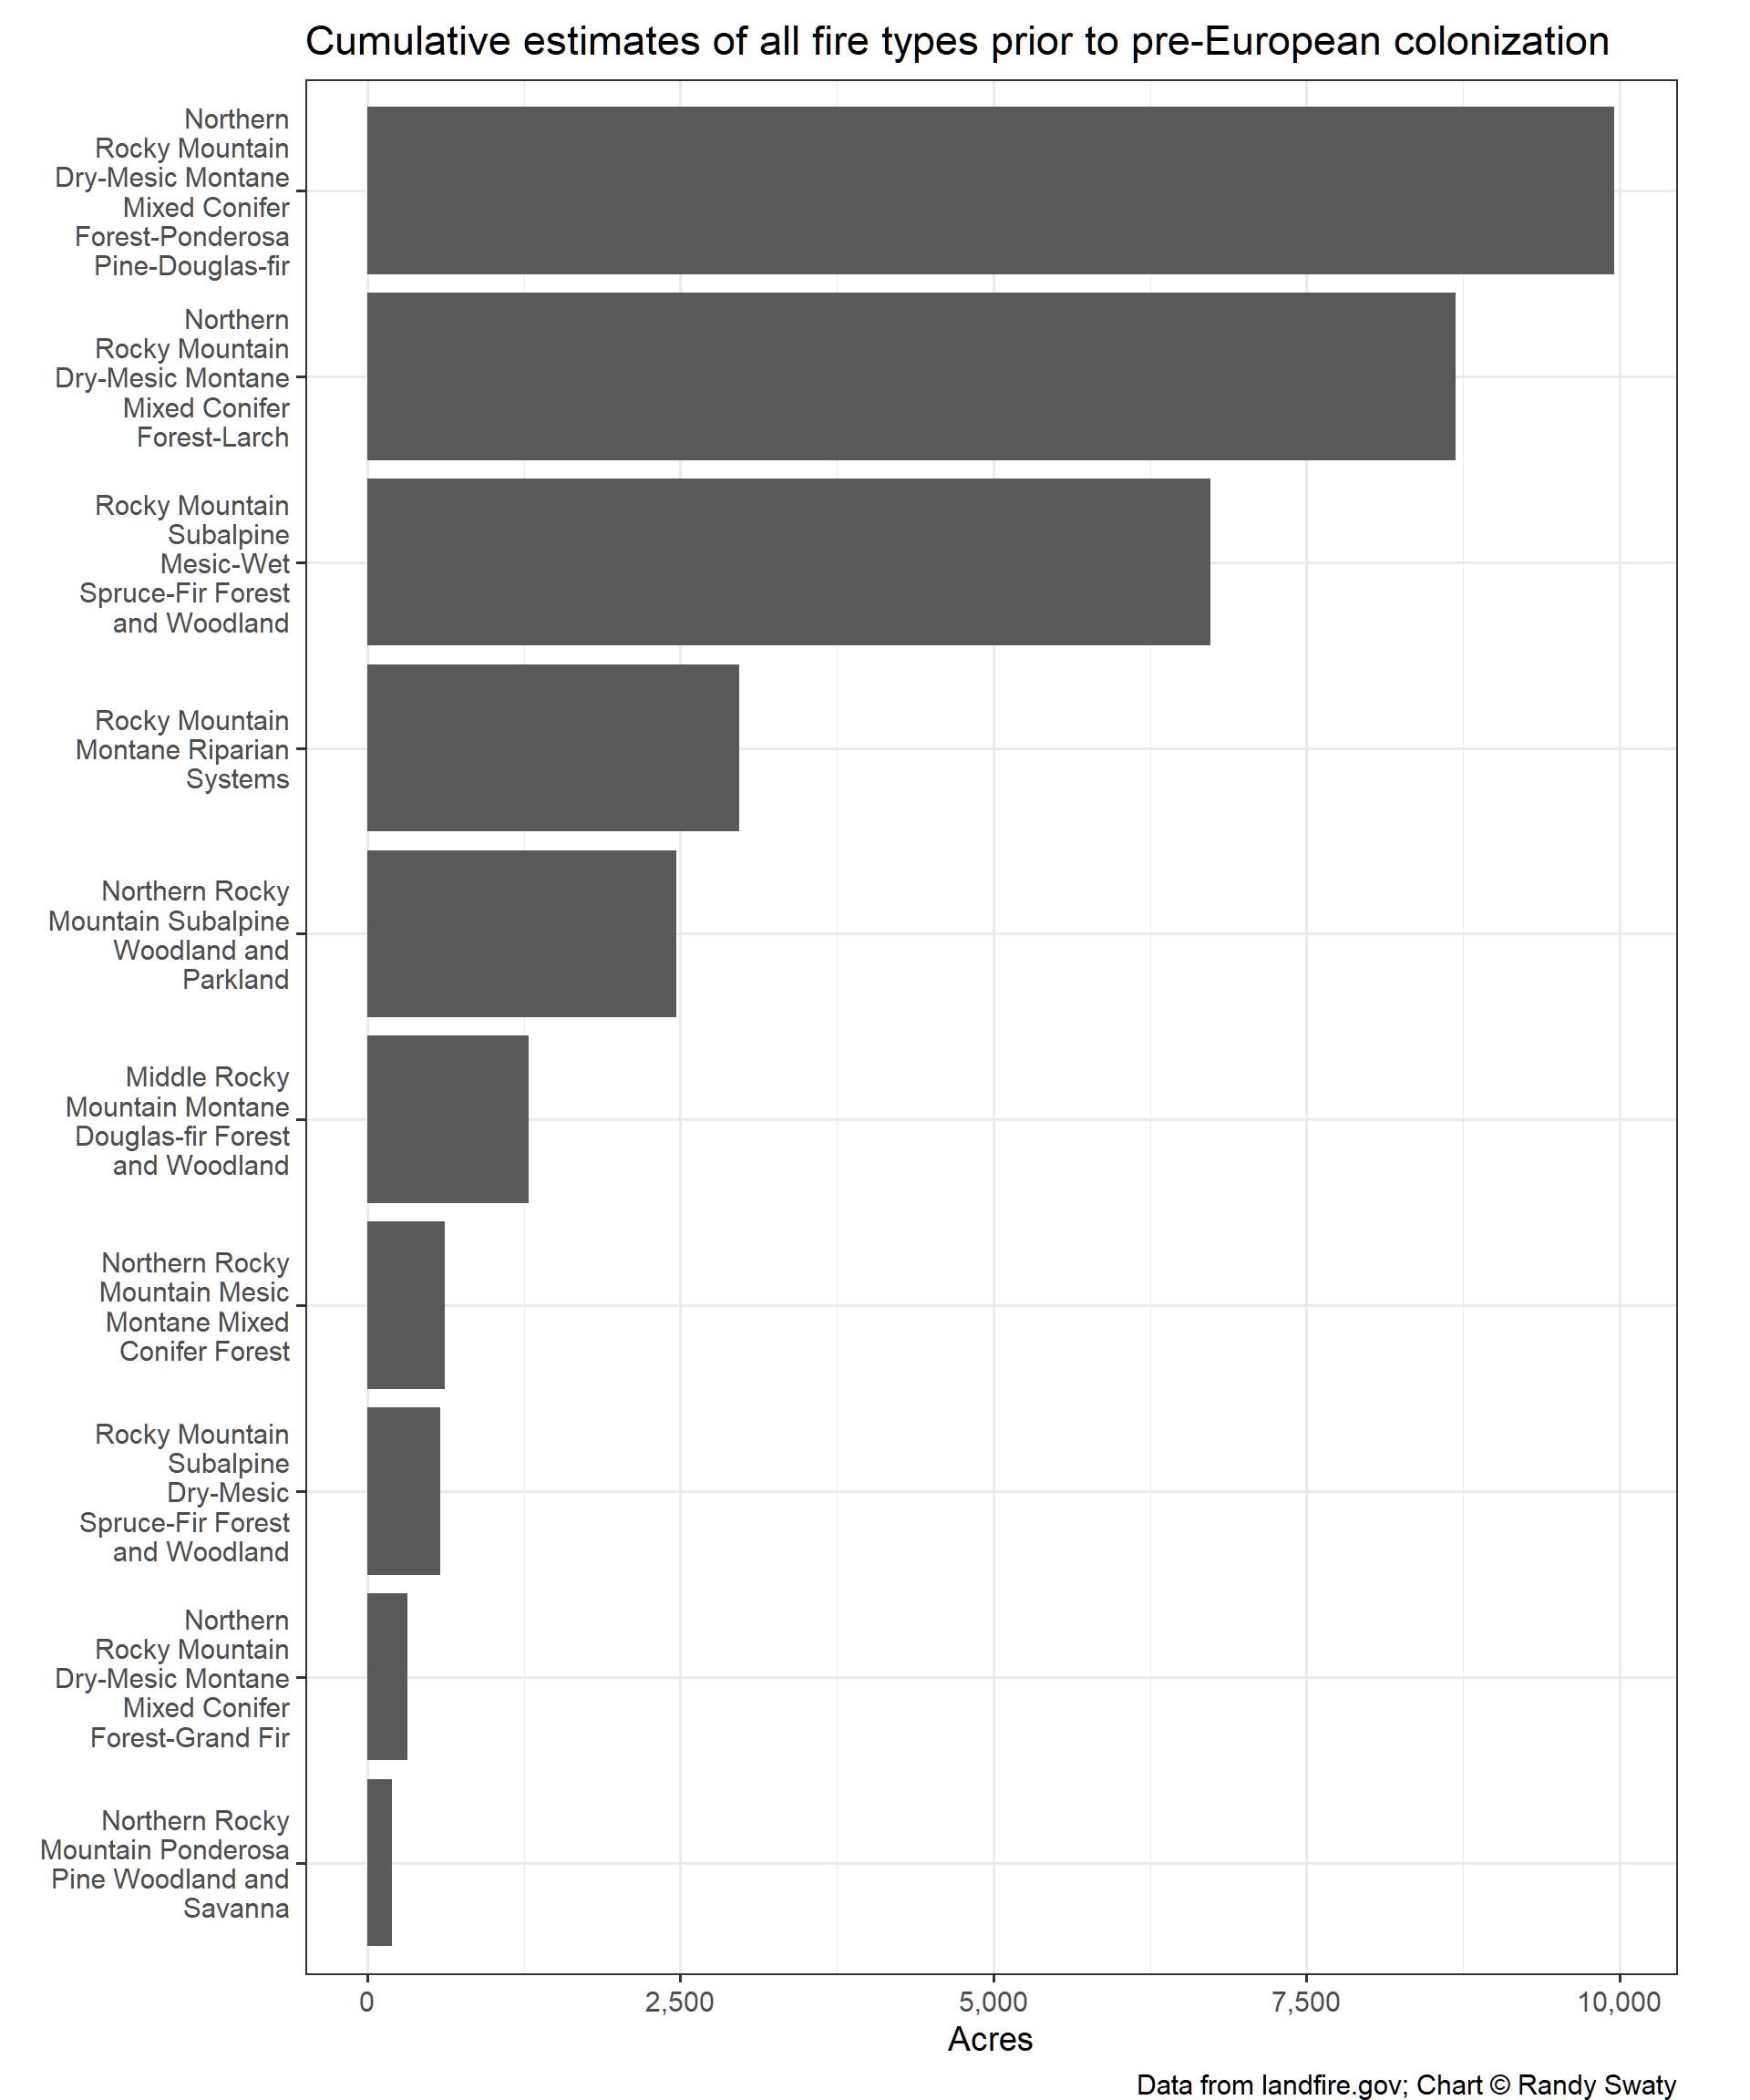 Cumulative estimates of all fire types prior to pre-European colonization
Northern
Rocky Mountain
Dry-Mesic Montane
Mixed Conifer
Forest-Ponderosa
Pine-Douglas-fir
Northern
Rocky Mountain
Dry-Mesic Montane
Mixed Conifer
Forest-Larch
Rocky Mountain
Subalpine
Mesic-Wet
Spruce-Fir Forest
and Woodland
Rocky Mountain
Montane Riparian
Systems
Northern Rocky
Mountain Subalpine
Woodland and
Parkland
Middle Rocky
Mountain Montane
Douglas-fir Forest
and Woodland
Northern Rocky
Mountain Mesic
Montane Mixed
Conifer Forest
Rocky Mountain
Subalpine
Dry-Mesic
Spruce-Fir Forest
and Woodland
Northern
Rocky Mountain
Dry-Mesic Montane
Mixed Conifer
Forest-Grand Fir
Northern Rocky
Mountain Ponderosa
Pine Woodland and
Savanna
0 2,500 5,000 7,500 10,000
Acres
Data from landfire.gov; Chart © Randy Swaty